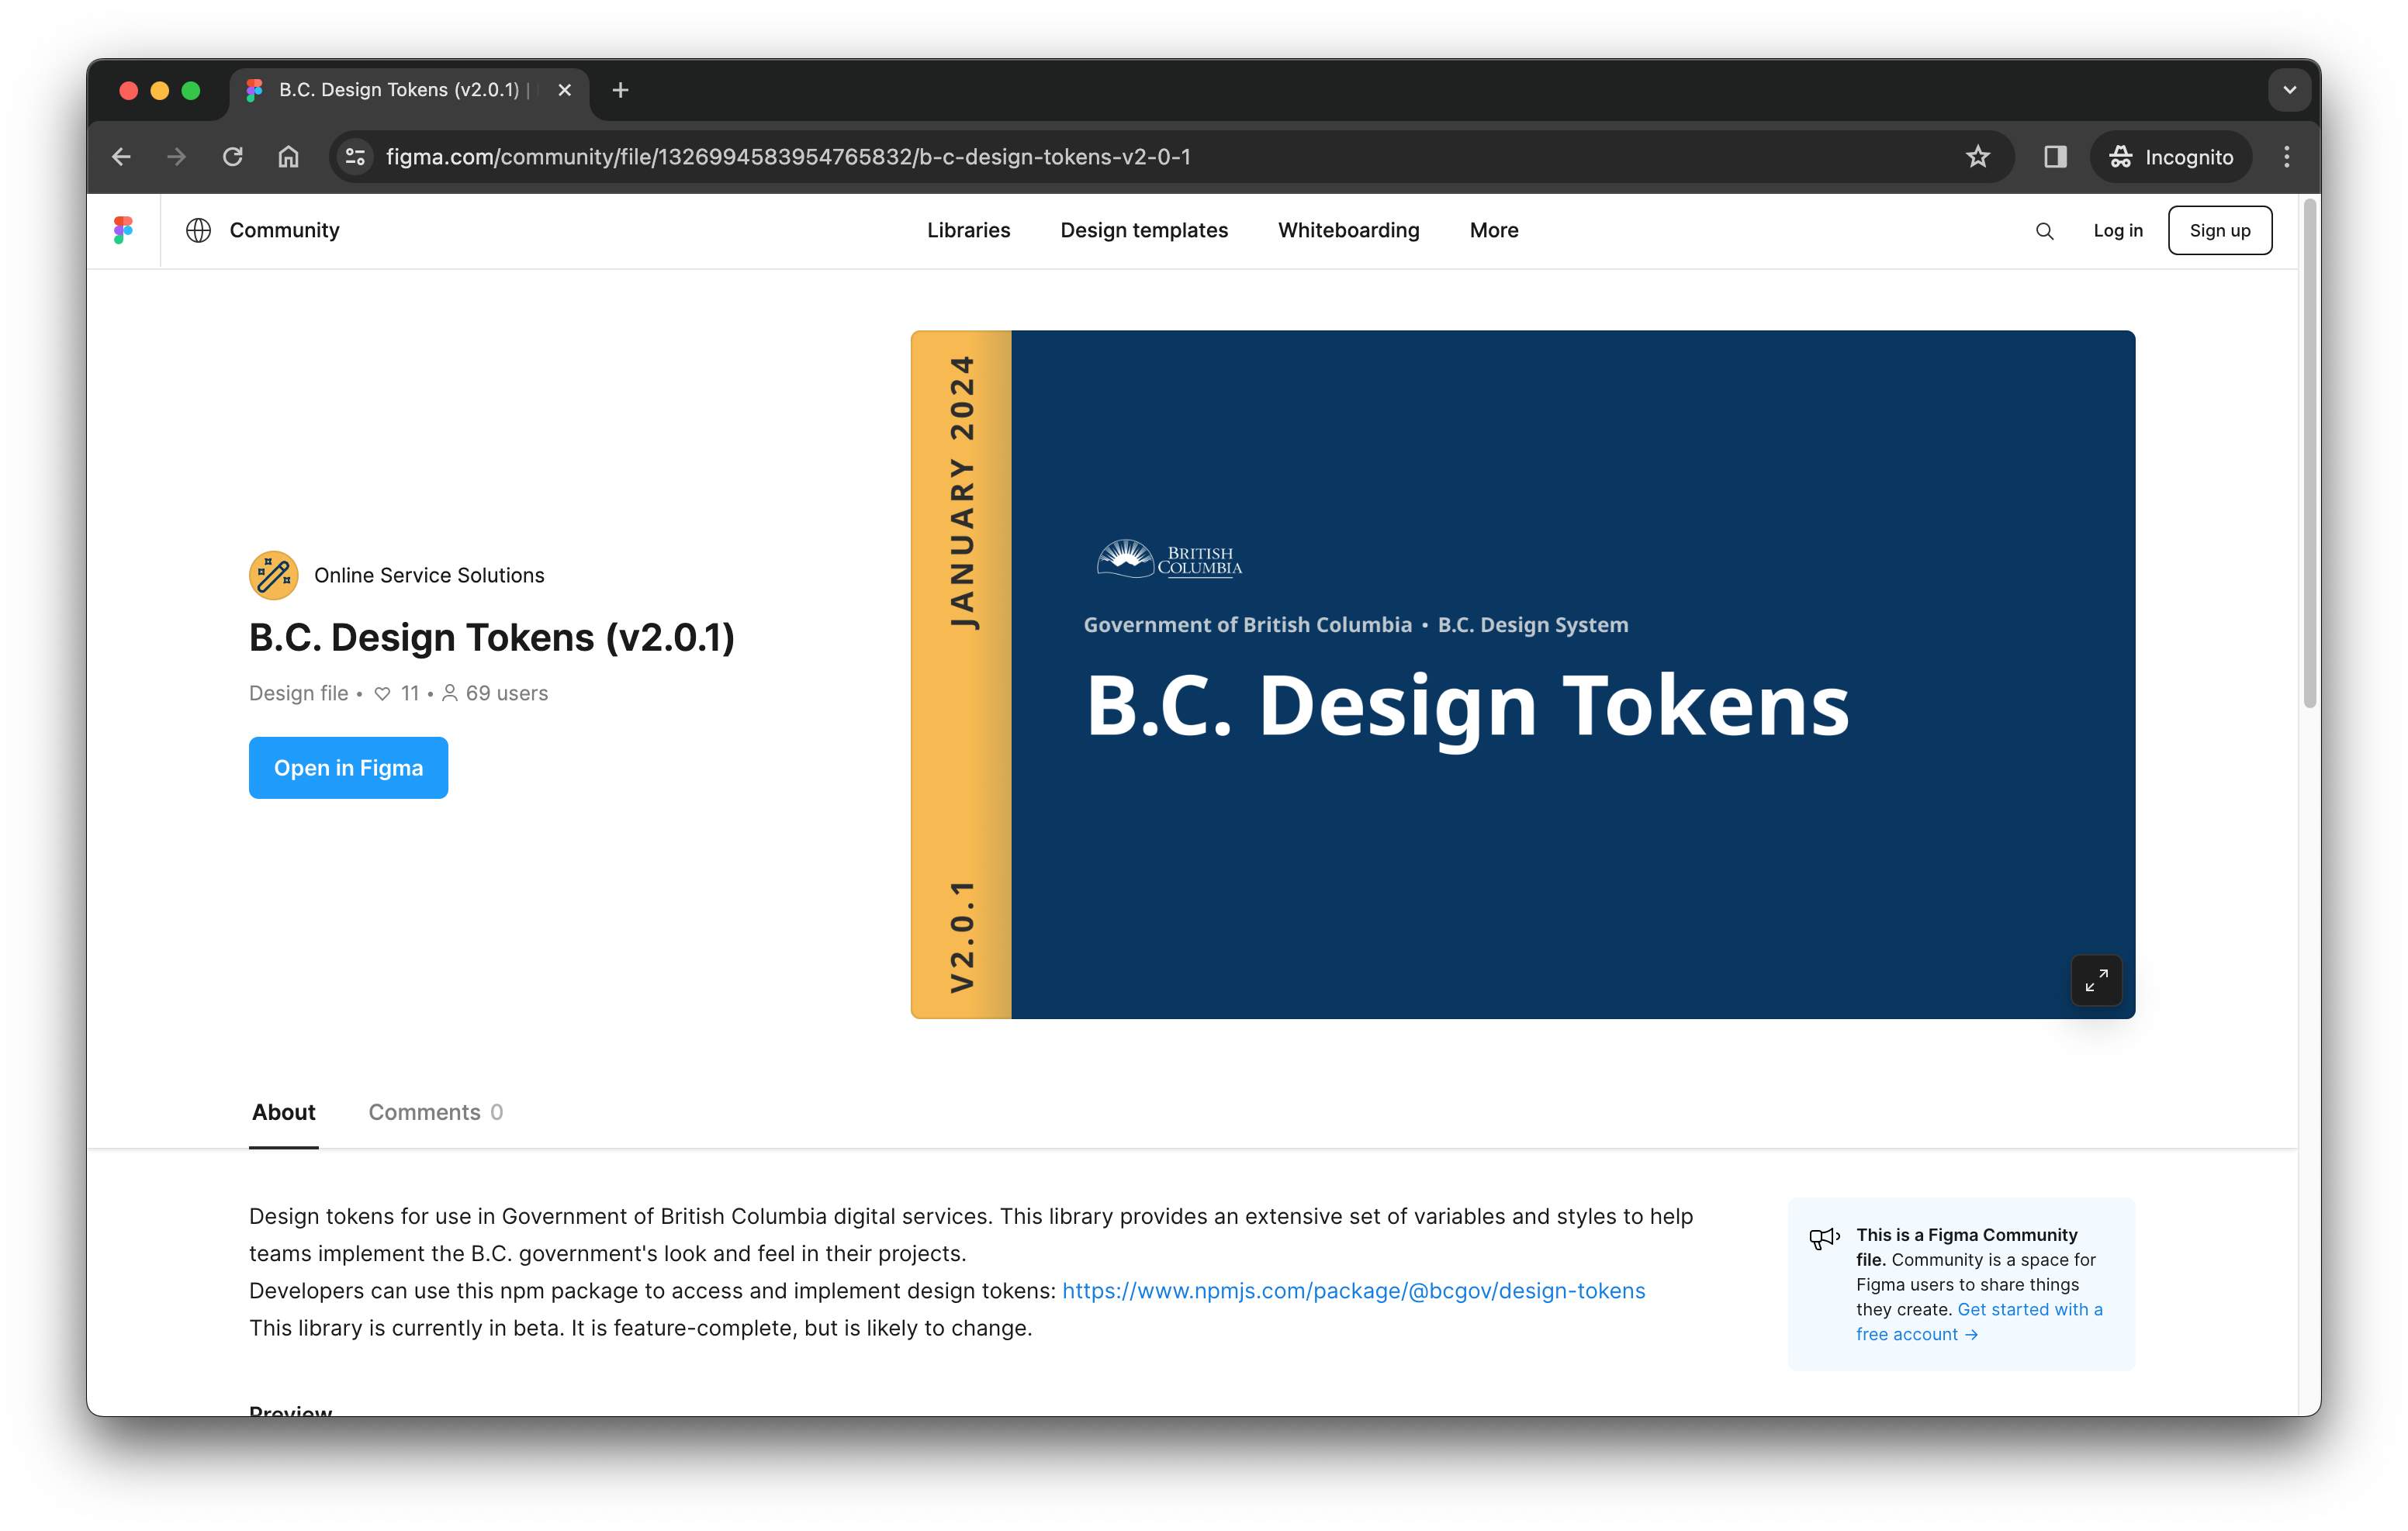 B.C. Design Tokens (v2.0.1) |
figma.com/community/file/1326994583954765832/b-c-design-tokens-v2-0-1
Incognito
Community
Libraries
Design templates
Whiteboarding
More
Log in
Sign up
Online Service Solutions
B.C. Design Tokens (v2.0.1)
Design file • 11 • 69 users
Open in Figma
JANUARY 2024
V2.0.1
BRITISH
COLUMBIA
Government of British Columbia • B.C. Design System
B.C. Design Tokens
About
Comments 0
Design tokens for use in Government of British Columbia digital services. This library provides an extensive set of variables and styles to help
teams implement the B.C. government's look and feel in their projects.
Developers can use this npm package to access and implement design tokens: https://www.npmjs.com/package/@bcgov/design-tokens
This library is currently in beta. It is feature-complete, but is likely to change.
This is a Figma Community
file. Community is a space for
Figma users to share things
they create. Get started with a
free account →
Preview